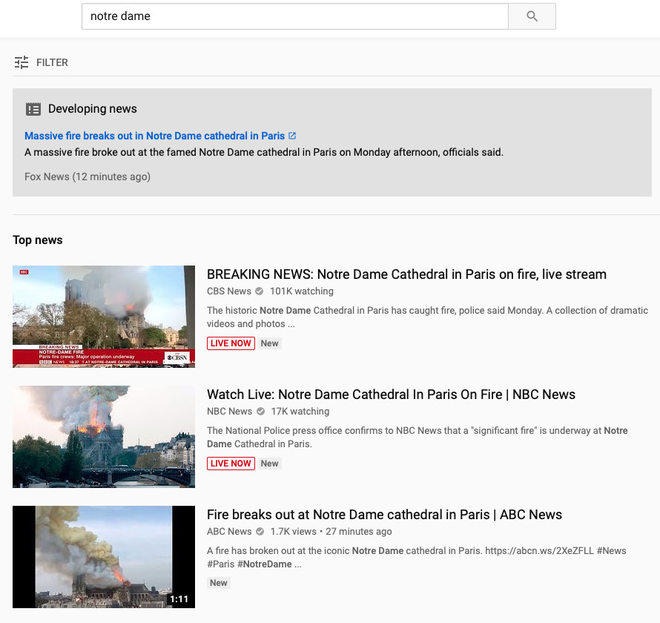 notre dame
FILTER
Developing news
Massive fire breaks out in Notre Dame cathedral in Paris
A massive fire broke out at the famed Notre Dame cathedral in Paris on Monday afternoon, officials said.
Fox News (12 minutes ago)
Top news
BREAKING NEWS: Notre Dame Cathedral in Paris on fire, live stream
CBS News 101K watching
The historic Notre Dame Cathedral in Paris has caught fire, police said Monday. A collection of dramatic
videos and photos ...
LIVE NOW New
BREAKING NEWS
NOTRE-DAME FIRE
Paris fire crews: Major operation underway
CBSN
Watch Live: Notre Dame Cathedral In Paris On Fire | NBC News
NBC News 17K watching
The National Police press office confirms to NBC News that a "significant fire" is underway at Notre
Dame Cathedral in Paris.
LIVE NOW New
Fire breaks out at Notre Dame cathedral in Paris | ABC News
ABC News 1.7K views • 27 minutes ago
A fire has broken out at the iconic Notre Dame cathedral in Paris. https://abcn.ws/2XeZFLL #News
#Paris #NotreDame ...
New
1:11